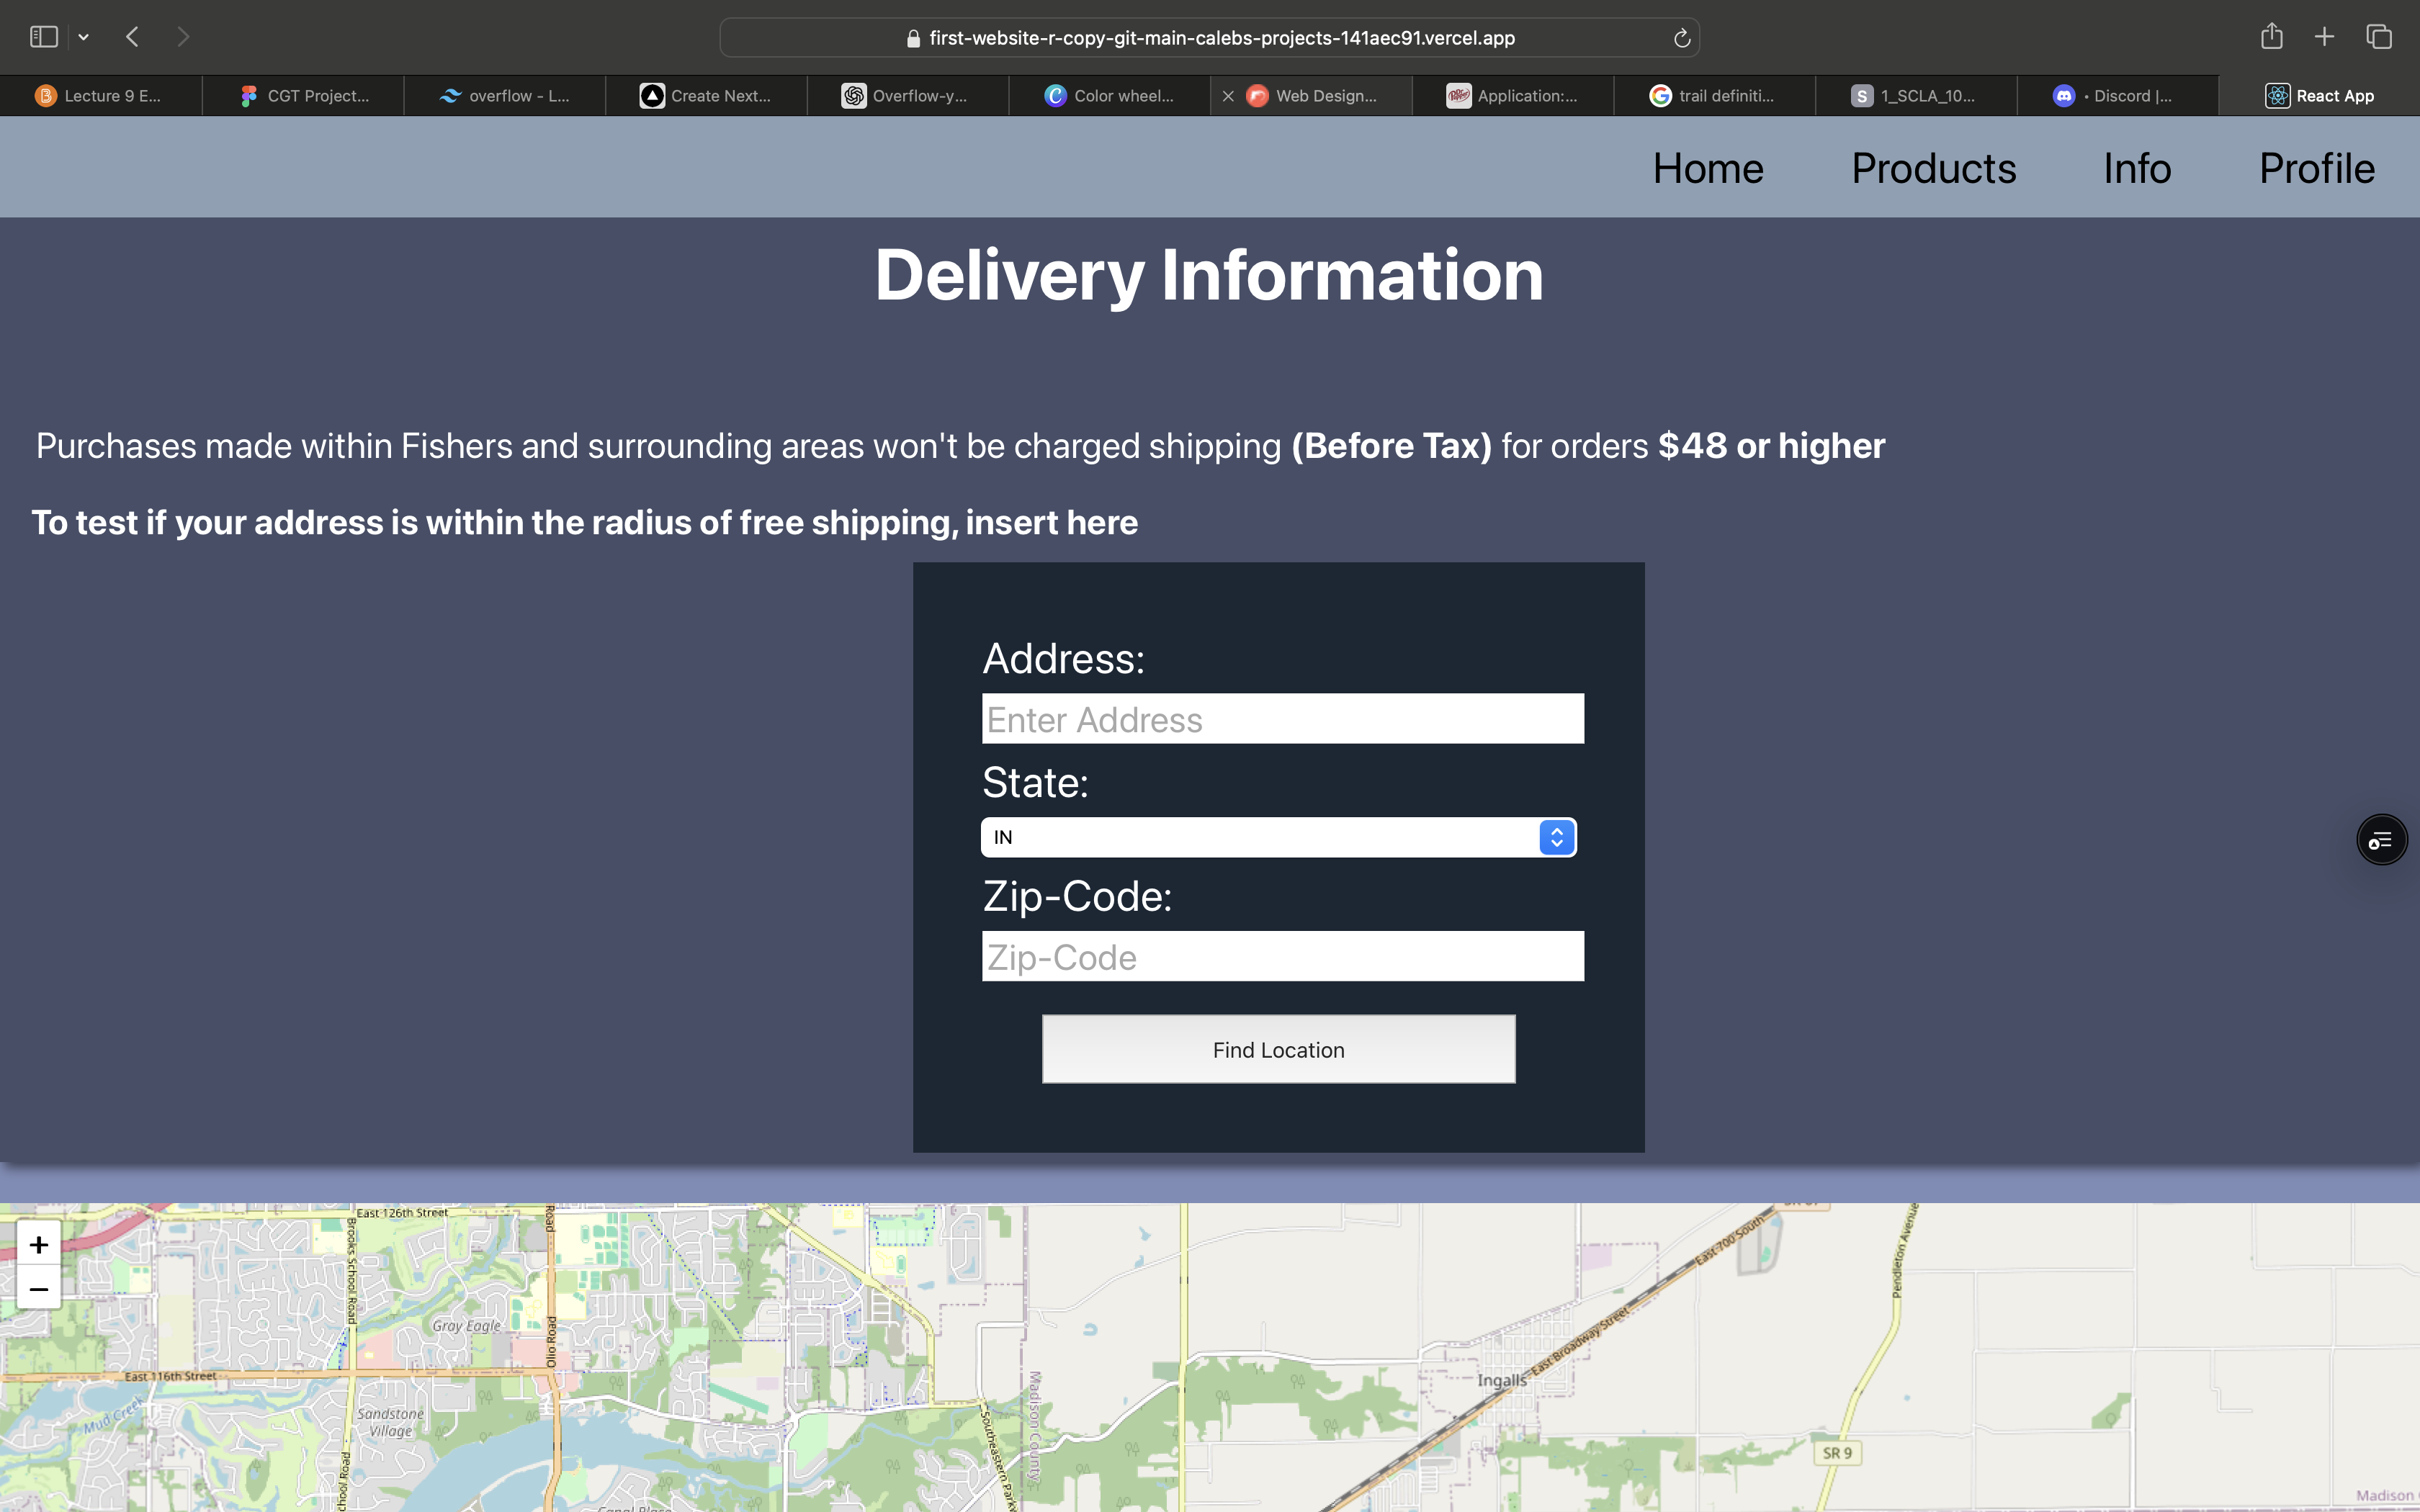 first-website-r-copy-git-main-calebs-projects-141aec91.vercel.app
Lecture 9 E...
CGT Project...
overflow - L...
Create Next...
Overflow-y...
Color wheel...
Web Design...
Application:...
trail definiti...
1_SCLA_10...
• Discord |...
React App
Home
Products
Info
Profile
Delivery Information
Purchases made within Fishers and surrounding areas won't be charged shipping (Before Tax) for orders $48 or higher
To test if your address is within the radius of free shipping, insert here
Address:
Enter Address
State:
IN
Zip-Code:
Zip-Code
Find Location
+
−
East 126th Street
Brooks School Road
Road
Olio Road
Gray Eagle
East 116th Street
Mud Creek
Sandstone
Village
Madison County
East 700 South
East Broadway Street
Ingalls
Pendleton Avenue
SR 9
Madison